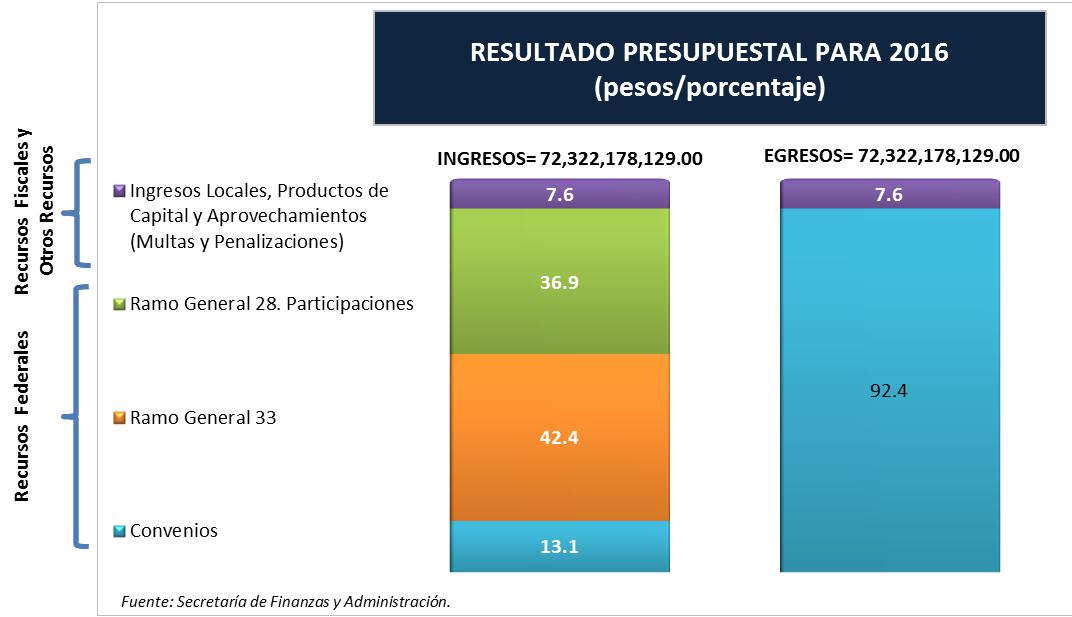 RESULTADO PRESUPUESTAL PARA 2016
(pesos/porcentaje)
Recursos Fiscales y
Otros Recursos
Recursos Federales
Ingresos Locales, Productos de
Capital y Aprovechamientos
(Multas y Penalizaciones)
Ramo General 28. Participaciones
Ramo General 33
Convenios
INGRESOS= 72,322,178,129.00
7.6
36.9
42.4
13.1
EGRESOS= 72,322,178,129.00
7.6
92.4
Fuente: Secretaría de Finanzas y Administración.